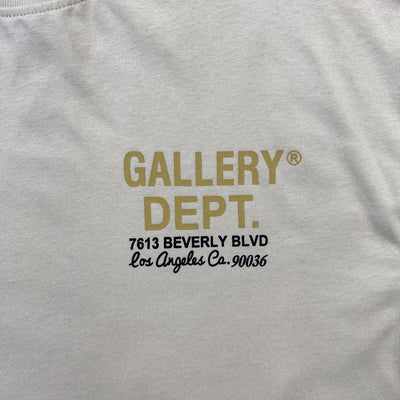 GALLERY®
DEPT.
7613 BEVERLY BLVD
Los Angeles Ca. 90036